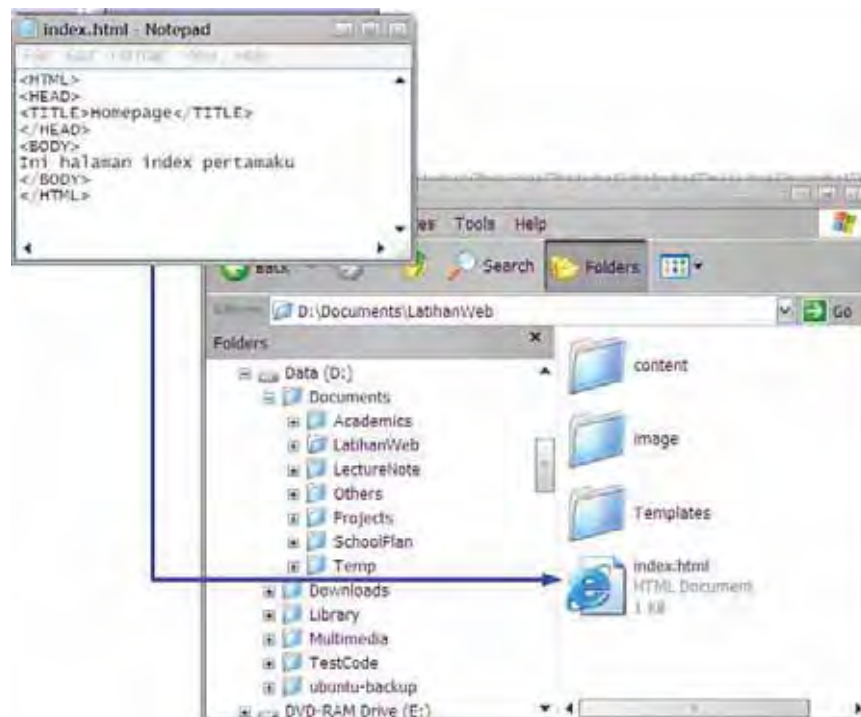 index.html - Notepad
<HTML>
<HEAD>
<TITLE>Homepage</TITLE>
</HEAD>
<BODY>
Ini halaman index pertamaku
</BODY>
</HTML>
Tools Help
Back
Search
Folders
D:\Documents\LatihanWeb
Go
Folders
Data (D:)
Documents
Academics
LatihanWeb
LectureNote
Others
Projects
SchoolPlan
Temp
Downloads
Library
Multimedia
TestCode
ubuntu-backup
DVD-RAM Drive (E:)
content
image
Templates
index.html
HTML Document
1 KB